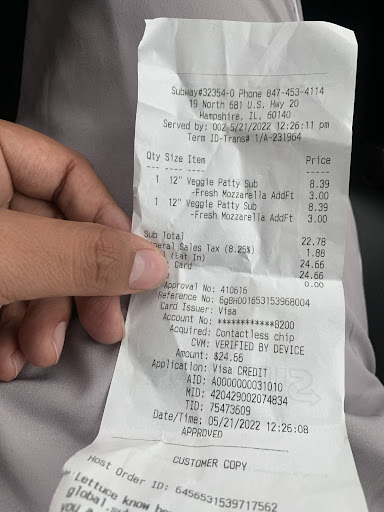 Subway#32354-0 Phone 847-453-4114
19 North 681 U.S. Hwy 20
Hampshire, IL, 60140
Served by: 002 5/21/2022 12:26:11 pm
Term ID-Trans# 1/A-231964
Qty Size Item Price
1 12" Veggie Patty Sub 8.39
-Fresh Mozzarella AddFt 3.00
1 12" Veggie Patty Sub 8.39
-Fresh Mozzarella AddFt 3.00
Sub Total 22.78
Sales Tax (8.25%) 1.88
(Eat In) 24.66
Card 24.66
0.00
Approval No: 410616
Reference No: 6g8H001653153968004
Card Issuer: Visa
Account No: ************8200
Acquired: Contactless chip
CVM: VERIFIED BY DEVICE
Amount: $24.66
Application: Visa CREDIT
AID: A0000000031010
MID: 420429002074834
TID: 75473609
Date/Time: 05/21/2022 12:26:08
APPROVED
CUSTOMER COPY
Host Order ID: 6456531539717562
Lettuce know
global.
you